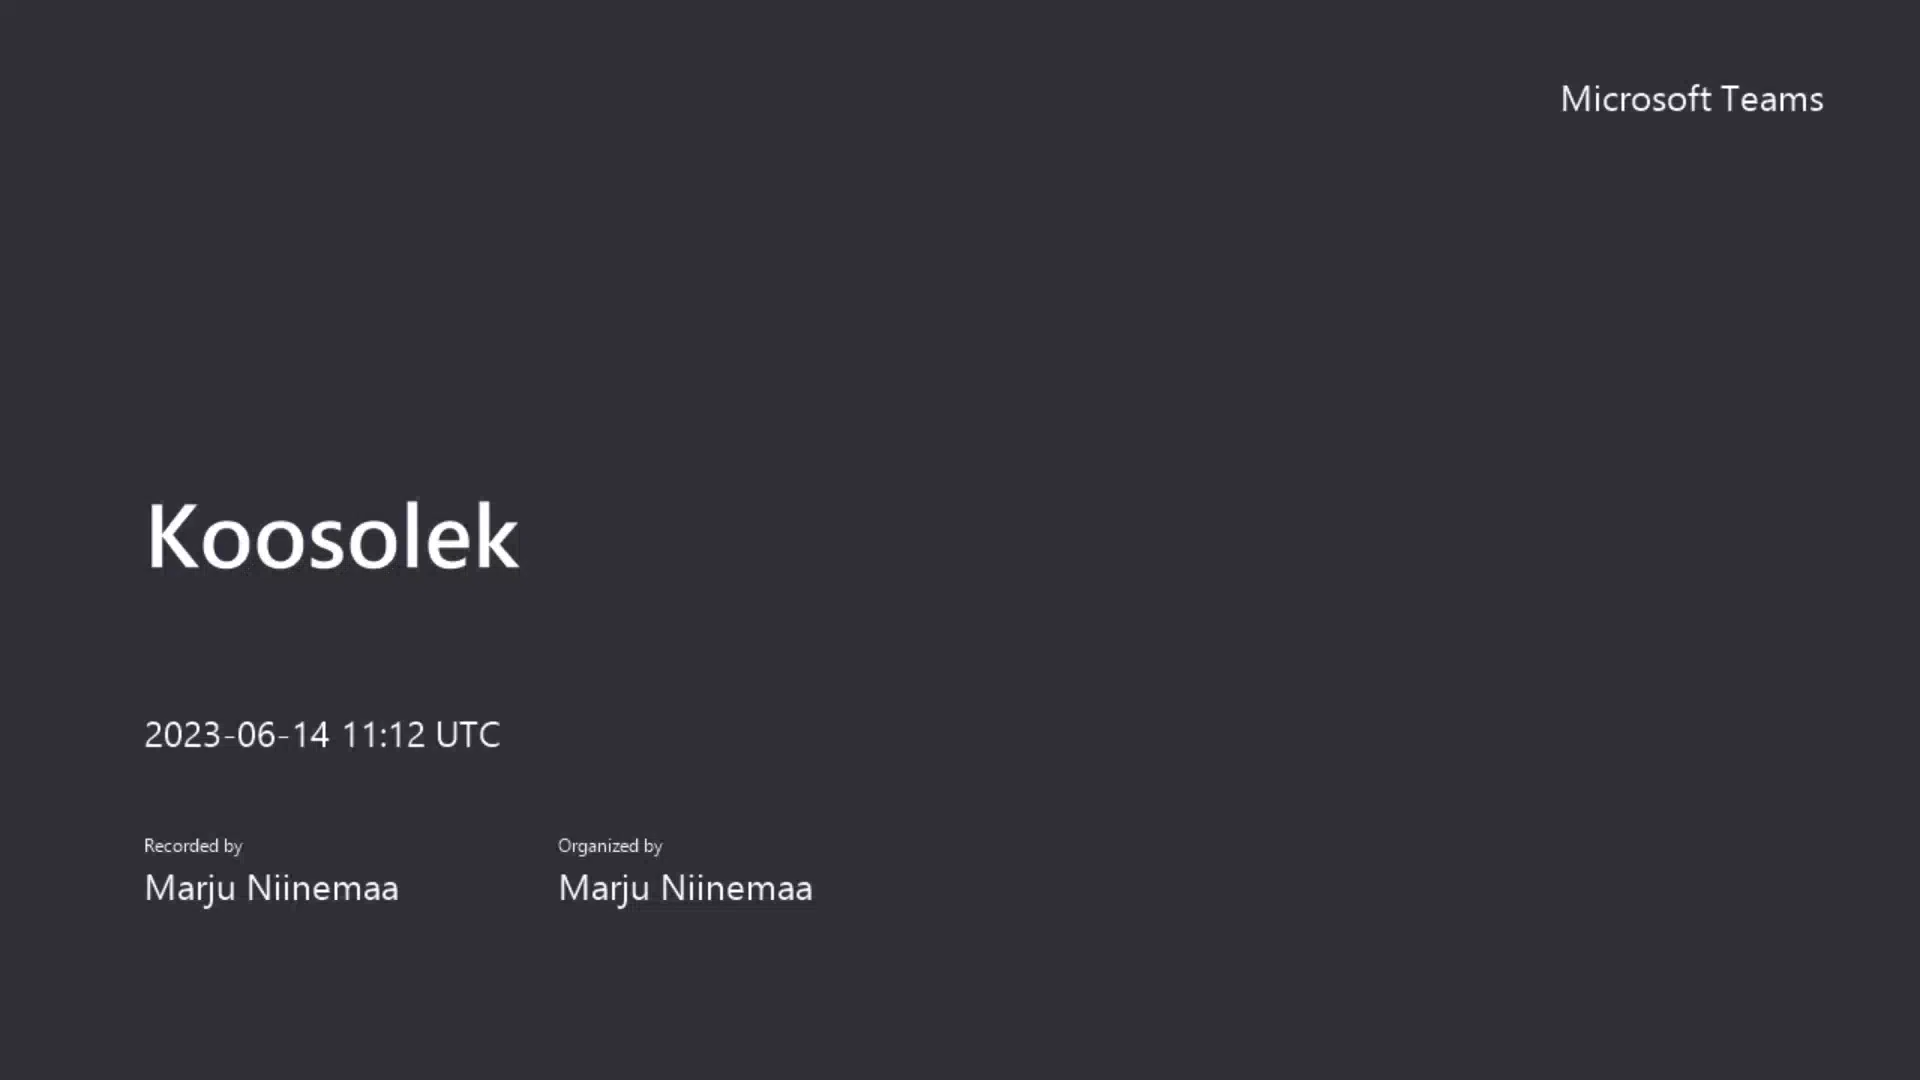 Microsoft Teams
Koosolek
2023-06-14 11:12 UTC
Recorded by
Marju Niinemaa
Organized by
Marju Niinemaa